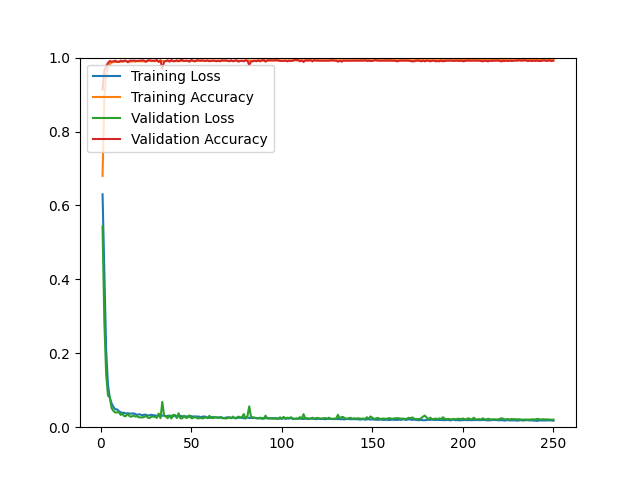 1.0
0.8
0.6
0.4
0.2
0.0
Training Loss
Training Accuracy
Validation Loss
Validation Accuracy
0 50 100 150 200 250